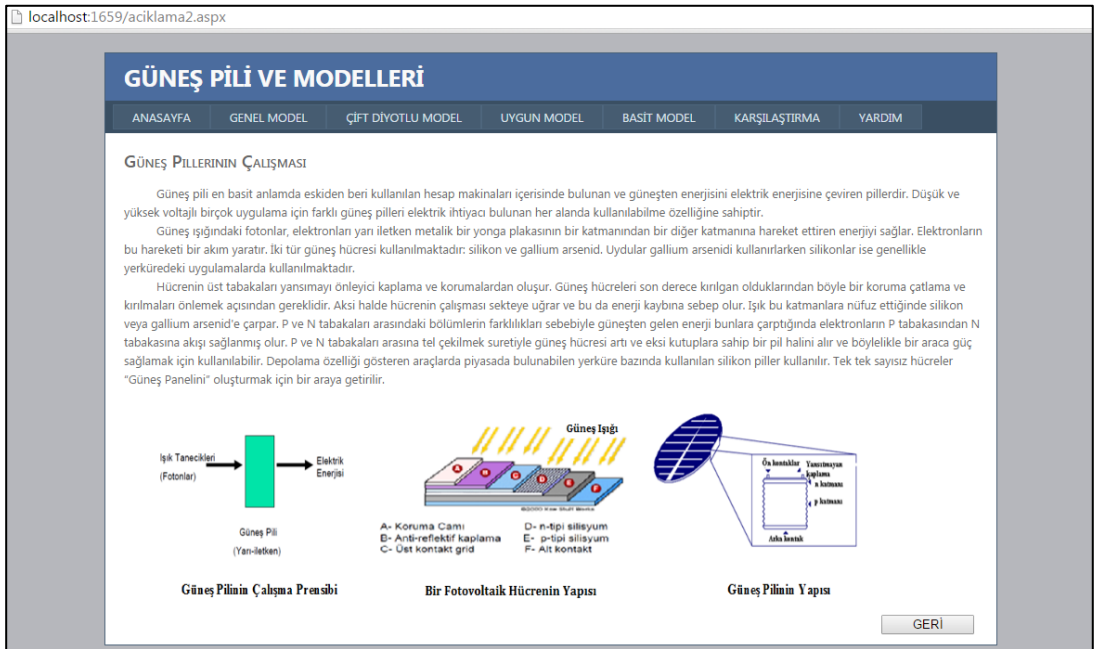 localhost:1659/aciklama2.aspx
GÜNEŞ PİLİ VE MODELLERİ
ANASAYFA GENEL MODEL ÇİFT DİYOTLU MODEL UYGUN MODEL BASİT MODEL KARŞILAŞTIRMA YARDIM
GÜNEŞ PILLERININ ÇALIŞMASI
Güneş pili en basit anlamda eskiden beri kullanılan hesap makinaları içerisinde bulunan ve güneşten enerjisini elektrik enerjisine çeviren pillerdir. Düşük ve
yüksek voltajlı birçok uygulama için farklı güneş pilleri elektrik ihtiyacı bulunan her alanda kullanılabilme özelliğine sahiptir.
Güneş ışığındaki fotonlar, elektronları yarı iletken metalik bir yonga plakasının bir katmanından bir diğer katmanına hareket ettiren enerjiyi sağlar. Elektronların
bu hareketi bir akım yaratır. İki tür güneş hücresi kullanılmaktadır: silikon ve gallium arsenid. Uydular gallium arsenidi kullanırlarken silikonlar ise genellikle
yerküredeki uygulamalarda kullanılmaktadır.
Hücrenin üst tabakaları yansımayı önleyici kaplama ve korumalardan oluşur. Güneş hücreleri son derece kırılgan olduklarından böyle bir koruma çatlama ve
kırılmaları önlemek açısından gereklidir. Aksi halde hücrenin çalışması sekteye uğrar ve bu da enerji kaybına sebep olur. Işık bu katmanlara nüfuz ettiğinde silikon
veya gallium arsenid'e çarpar. P ve N tabakaları arasındaki bölümlerin farklılıkları sebebiyle güneşten gelen enerji bunlara çarptığında elektronların P tabakasından N
tabakasına akışı sağlanmış olur. P ve N tabakaları arasına tel çekilmek suretiyle güneş hücresi artı ve eksi kutuplara sahip bir pil halini alır ve böylelikle bir araca güç
sağlamak için kullanılabilir. Depolama özelliği gösteren araçlarda piyasada bulunabilen yerküre bazında kullanılan silikon piller kullanılır. Tek tek sayısız hücreler
"Güneş Panelini" oluşturmak için bir araya getirilir.
Işık Tanecikleri
(Fotonlar)
Elektrik
Enerjisi
Güneş Pili
(Yarı-iletken)
Güneş Pilinin Çalışma Prensibi
Güneş Işığı
A B C D E F
A- Koruma Camı
B- Anti-reflektif kaplama
C- Üst kontakt grid
D- n-tipi silisyum
E- p-tipi silisyum
F- Alt kontakt
Bir Fotovoltaik Hücrenin Yapısı
Ön kontaklar
Yansıtmayan
kaplama
n katmanı
p katmanı
Arka kontak
Güneş Pilinin Yapısı
GERİ